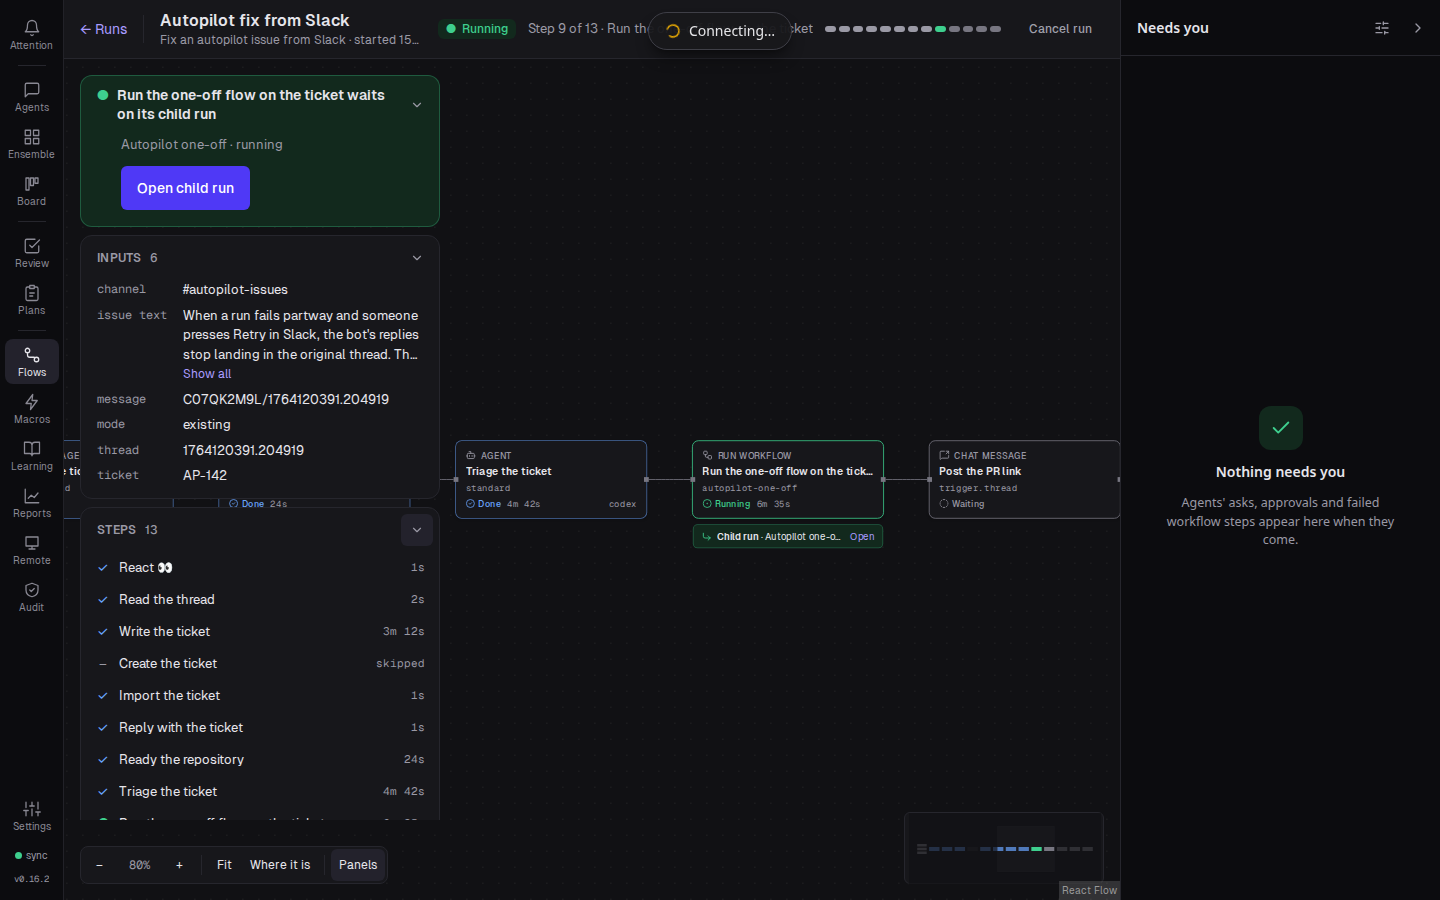 Attention
Agents
Ensemble
Board
Review
Plans
Flows
Macros
Learning
Reports
Remote
Audit
Settings
sync
v0.16.2
← Runs
Autopilot fix from Slack
Fix an autopilot issue from Slack · started 15…
Running
Step 9 of 13 · Run the
Connecting...
Cancel run
Run the one-off flow on the ticket waits
on its child run
Autopilot one-off · running
Open child run
INPUTS 6
channel #autopilot-issues
issue text When a run fails partway and someone
presses Retry in Slack, the bot's replies
stop landing in the original thread. Th…
Show all
message C07QK2M9L/1764120391.204919
mode existing
thread 1764120391.204919
ticket AP-142
Done 24s
STEPS 13
React 👀 1s
Read the thread 2s
Write the ticket 3m 12s
– Create the ticket skipped
Import the ticket 1s
Reply with the ticket 1s
Ready the repository 24s
Triage the ticket 4m 42s
AGENT
Triage the ticket
standard
Done 4m 42s codex
RUN WORKFLOW
Run the one-off flow on the tick…
autopilot-one-off
Running 6m 35s
Child run · Autopilot one-o… Open
CHAT MESSAGE
Post the PR link
trigger.thread
Waiting
− 80% + Fit Where it is Panels
React Flow
Needs you
Nothing needs you
Agents' asks, approvals and failed
workflow steps appear here when they
come.